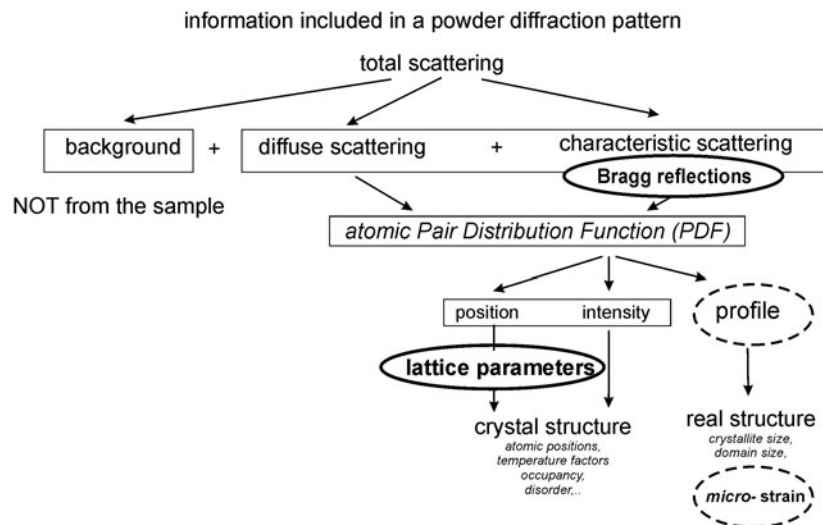 information included in a powder diffraction pattern
total scattering
background + diffuse scattering + characteristic scattering
Bragg reflections
NOT from the sample
atomic Pair Distribution Function (PDF)
position intensity profile
lattice parameters
crystal structure
atomic positions,
temperature factors
occupancy,
disorder,..
real structure
crystallite size,
domain size,
micro- strain